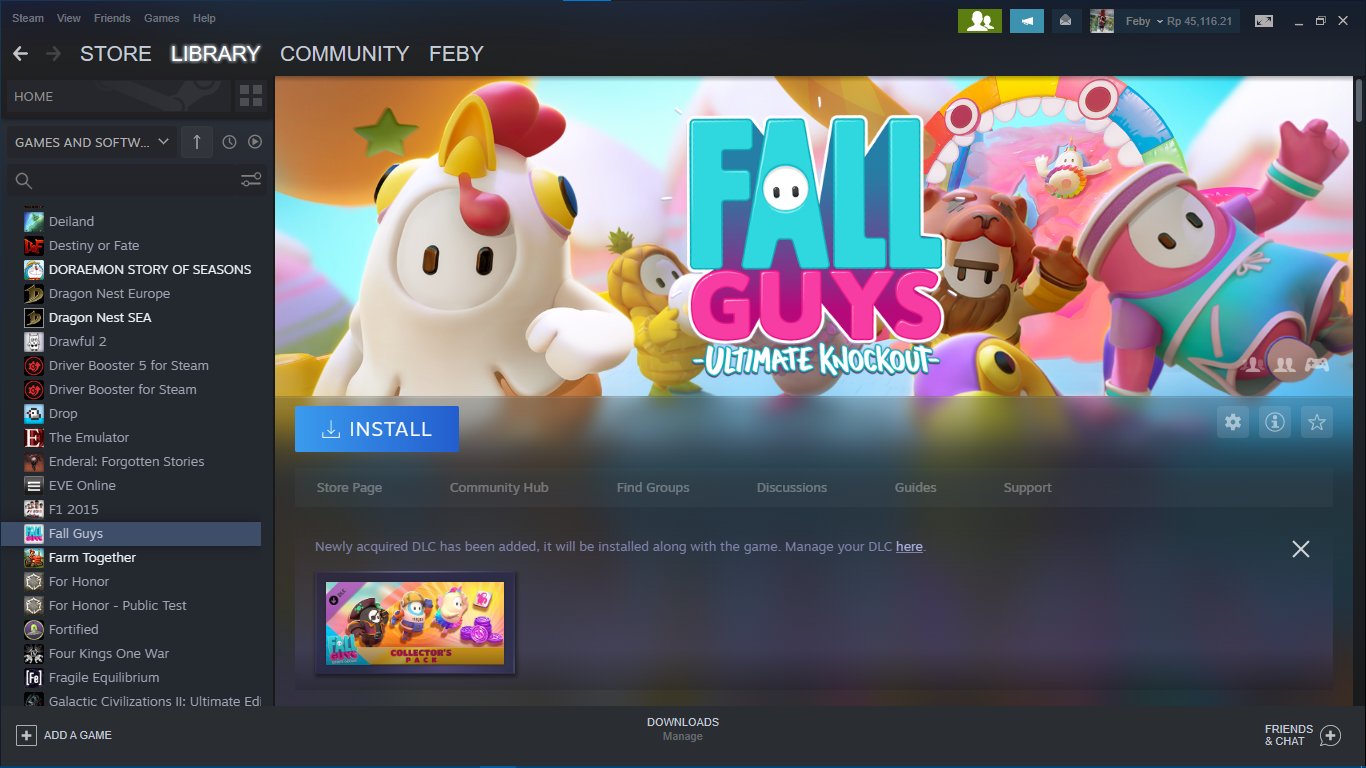 Steam View Friends Games Help
Feby Rp 45,116.21
STORE LIBRARY COMMUNITY FEBY
HOME
GAMES AND SOFTW...
Deiland
Destiny or Fate
DORAEMON STORY OF SEASONS
Dragon Nest Europe
Dragon Nest SEA
Drawful 2
Driver Booster 5 for Steam
Driver Booster for Steam
Drop
The Emulator
Enderal: Forgotten Stories
EVE Online
F1 2015
Fall Guys
Farm Together
For Honor
For Honor - Public Test
Fortified
Four Kings One War
Fragile Equilibrium
Galactic Civilizations II: Ultimate Edi
FALL
GUYS
-ULTIMATE KNOCKOUT-
INSTALL
Store Page Community Hub Find Groups Discussions Guides Support
Newly acquired DLC has been added, it will be installed along with the game. Manage your DLC here.
DLC
FALL
GUYS
COLLECTOR'S
PACK
ADD A GAME
DOWNLOADS
Manage
FRIENDS
& CHAT